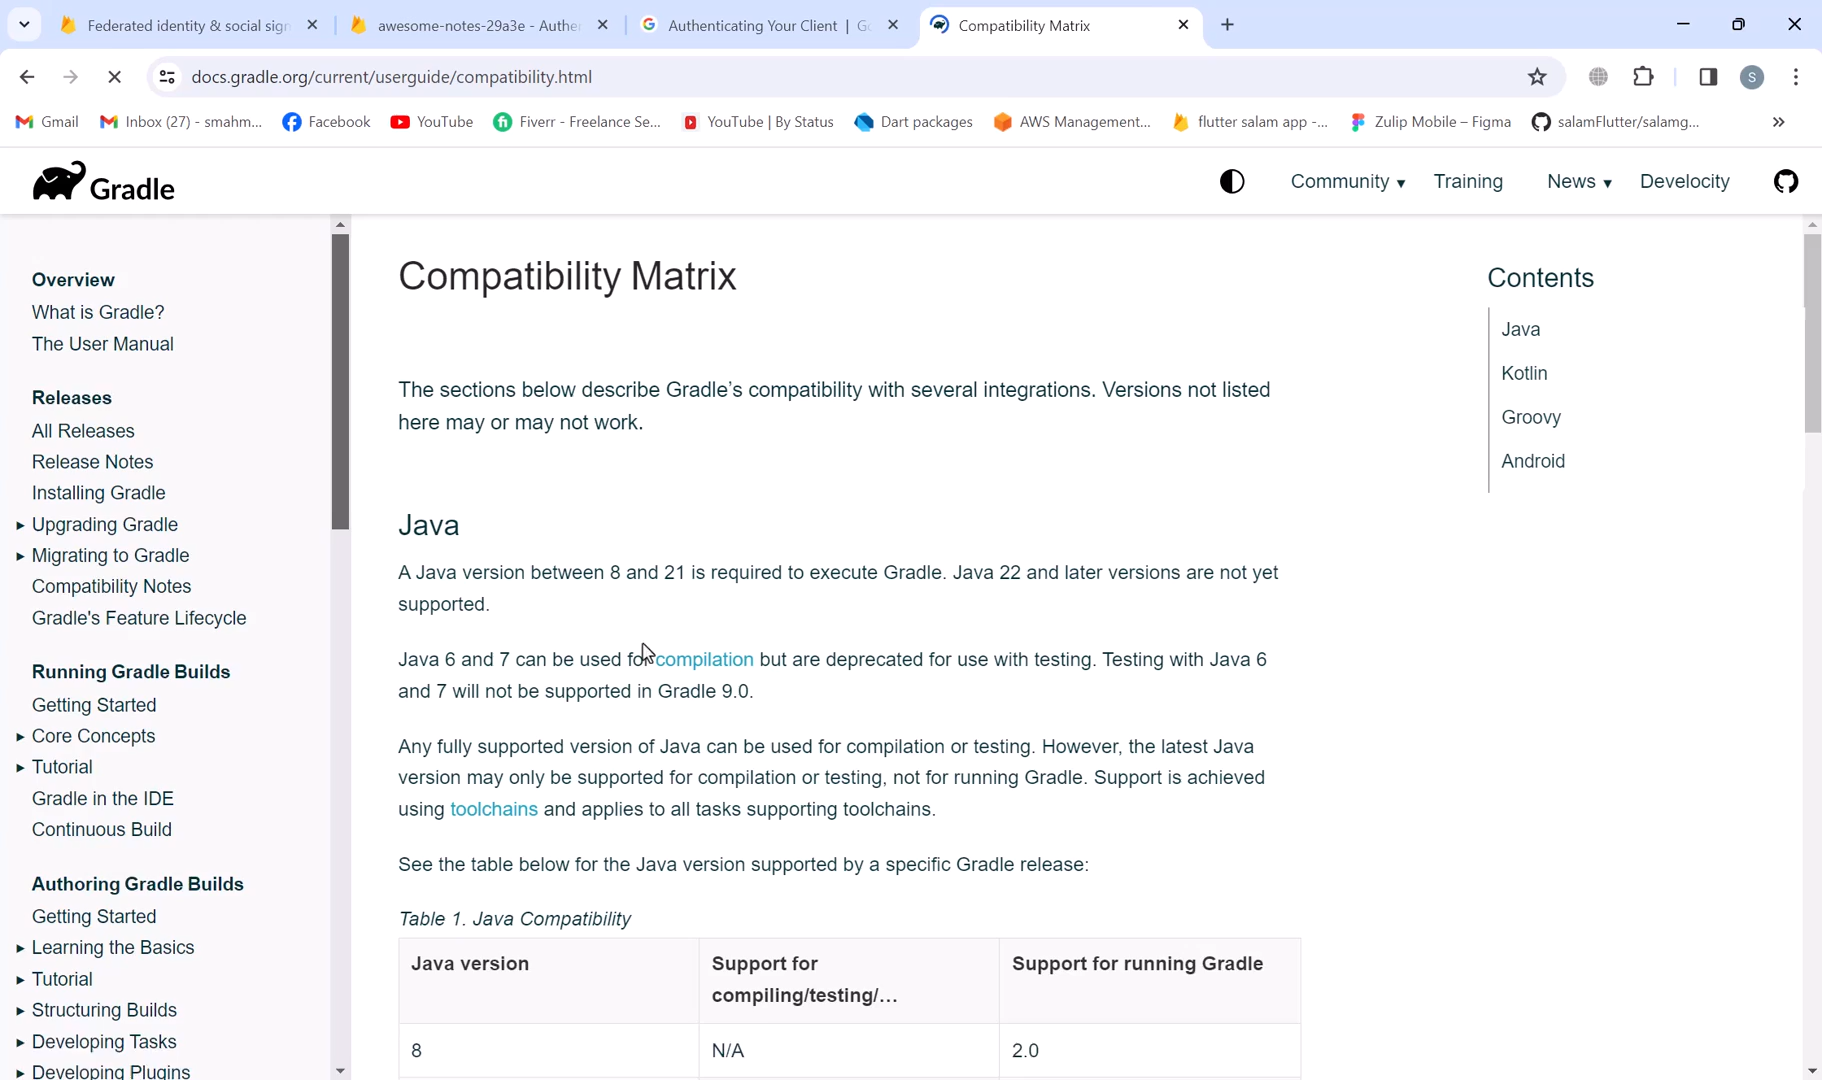 Federated identity & social sign
awesome-notes-29a3e - Authen
Authenticating Your Client | Go
Compatibility Matrix
docs.gradle.org/current/userguide/compatibility.html
S
Gmail
Inbox (27) - smahm...
Facebook
YouTube
Fiverr - Freelance Se...
YouTube | By Status
Dart packages
AWS Management...
flutter salam app -...
Zulip Mobile – Figma
salamFlutter/salamg...
Gradle
Community
Training
News
Develocity
Overview
What is Gradle?
The User Manual
Releases
All Releases
Release Notes
Installing Gradle
Upgrading Gradle
Migrating to Gradle
Compatibility Notes
Gradle's Feature Lifecycle
Running Gradle Builds
Getting Started
Core Concepts
Tutorial
Gradle in the IDE
Continuous Build
Authoring Gradle Builds
Getting Started
Learning the Basics
Tutorial
Structuring Builds
Developing Tasks
Developing Plugins
Compatibility Matrix
The sections below describe Gradle’s compatibility with several integrations. Versions not listed
here may or may not work.
Java
A Java version between 8 and 21 is required to execute Gradle. Java 22 and later versions are not yet
supported.
Java 6 and 7 can be used for compilation but are deprecated for use with testing. Testing with Java 6
and 7 will not be supported in Gradle 9.0.
Any fully supported version of Java can be used for compilation or testing. However, the latest Java
version may only be supported for compilation or testing, not for running Gradle. Support is achieved
using toolchains and applies to all tasks supporting toolchains.
See the table below for the Java version supported by a specific Gradle release:
Table 1. Java Compatibility
Java version
Support for
compiling/testing/…
Support for running Gradle
8
N/A
2.0
Contents
Java
Kotlin
Groovy
Android